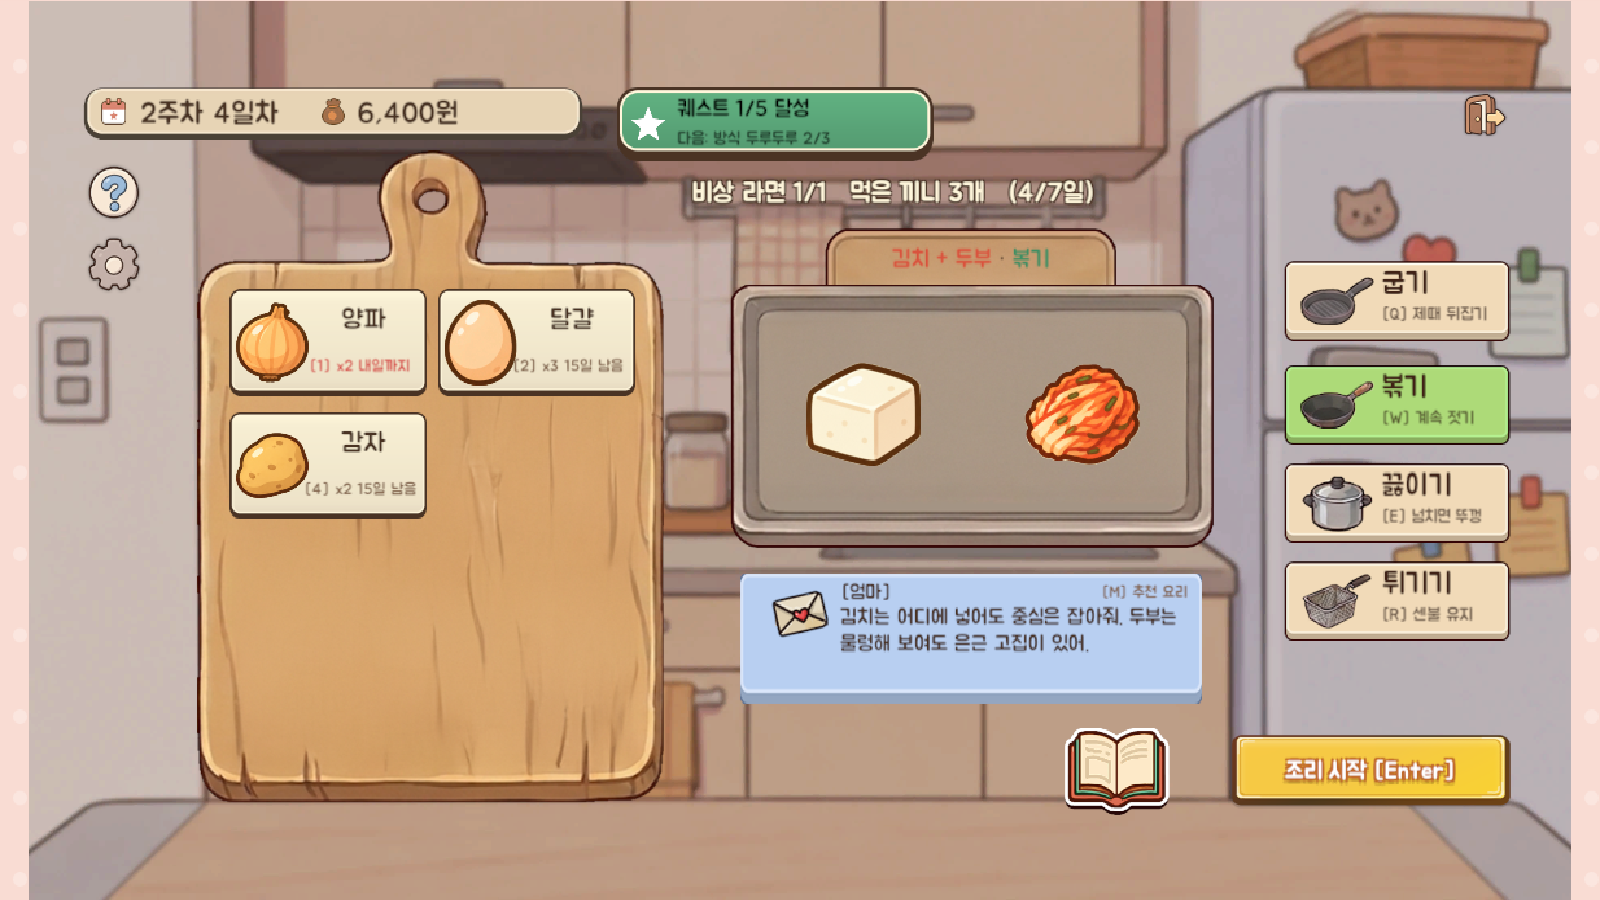 2주차 4일차
6,400원
퀘스트 1/5 달성
다음: 방식 두루두루 2/3
비상 라면 1/1 먹은 끼니 3개 (4/7일)
김치 + 두부 · 볶기
양파
[1] x2 내일까지
달걀
[2] x3 15일 남음
감자
[4] x2 15일 남음
굽기
[Q] 제때 뒤집기
볶기
[W] 계속 젓기
끓이기
[E] 넘치면 뚜껑
튀기기
[R] 센불 유지
[엄마]
[M] 추천 요리
김치는 어디에 넣어도 중심은 잡아줘. 두부는
물렁해 보여도 은근 고집이 있어.
조리 시작 [Enter]